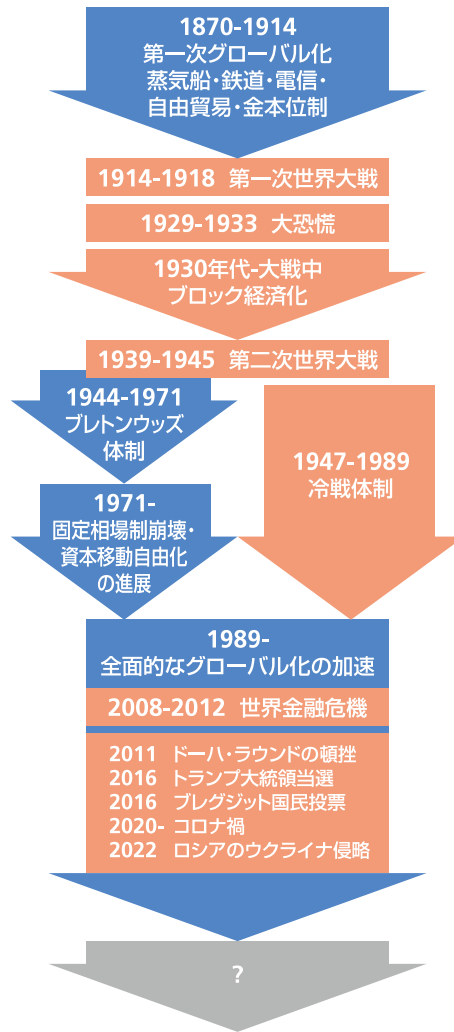 1870-1914
第一次グローバル化
蒸気船・鉄道・電信・
自由貿易・金本位制
1914-1918 第一次世界大戦
1929-1933 大恐慌
1930年代-大戦中
ブロック経済化
1939-1945 第二次世界大戦
1944-1971
ブレトンウッズ
体制
1947-1989
冷戦体制
1971-
固定相場制崩壊・
資本移動自由化
の進展
1989-
全面的なグローバル化の加速
2008-2012 世界金融危機
2011 ドーハ・ラウンドの頓挫
2016 トランプ大統領当選
2016 ブレグジット国民投票
2020- コロナ禍
2022 ロシアのウクライナ侵略
?